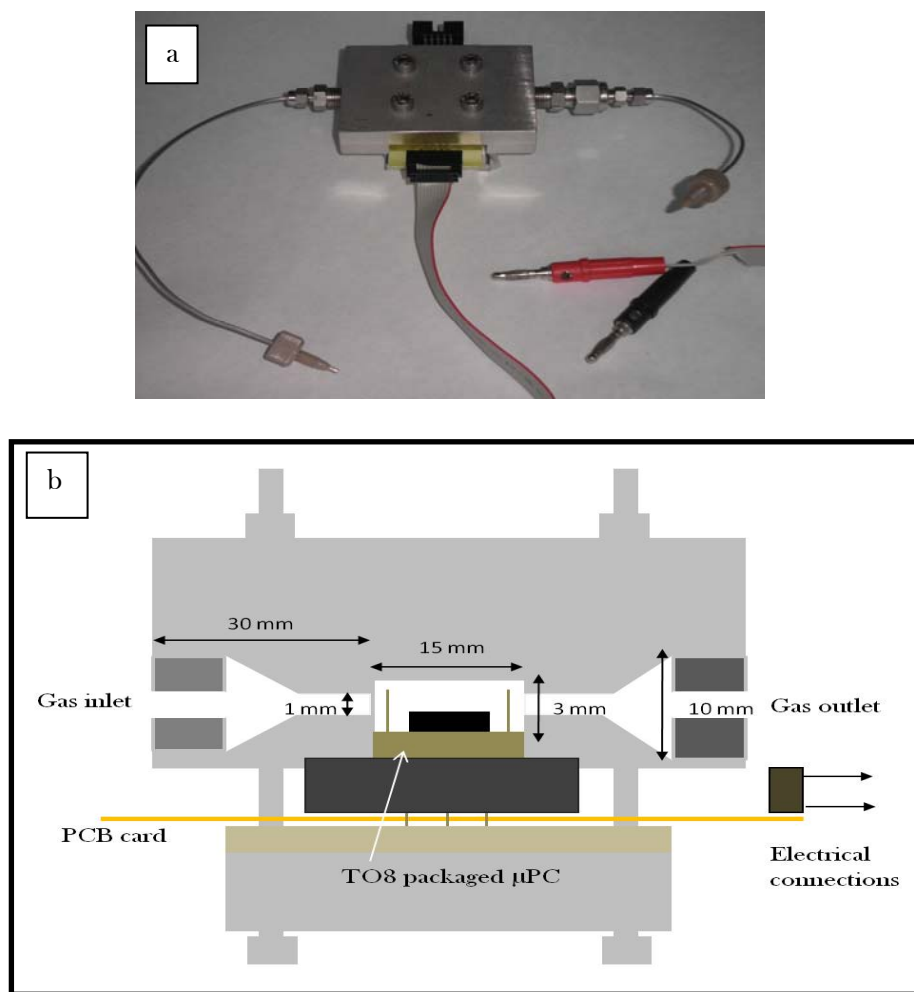 a
b
30 mm
15 mm
Gas inlet
1 mm
3 mm
10 mm
Gas outlet
PCB card
TO8 packaged μPC
Electrical
connections